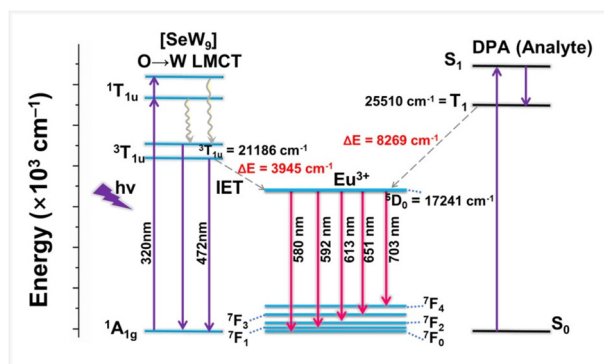 [SeW₉]
O→W LMCT
S₁
DPA (Analyte)
¹T₁ᵤ
25510 cm⁻¹ = T₁
³T₁ᵤ = 21186 cm⁻¹
ΔE = 8269 cm⁻¹
³T₁ᵤ
ΔE = 3945 cm⁻¹
IET
Eu³⁺
⁵D₀ = 17241 cm⁻¹
hv
Energy (×10³ cm⁻¹)
320nm
472nm
580 nm
592 nm
613 nm
651 nm
703 nm
⁷F₄
⁷F₃
⁷F₂
⁷F₁
⁷F₀
¹A₁g
S₀